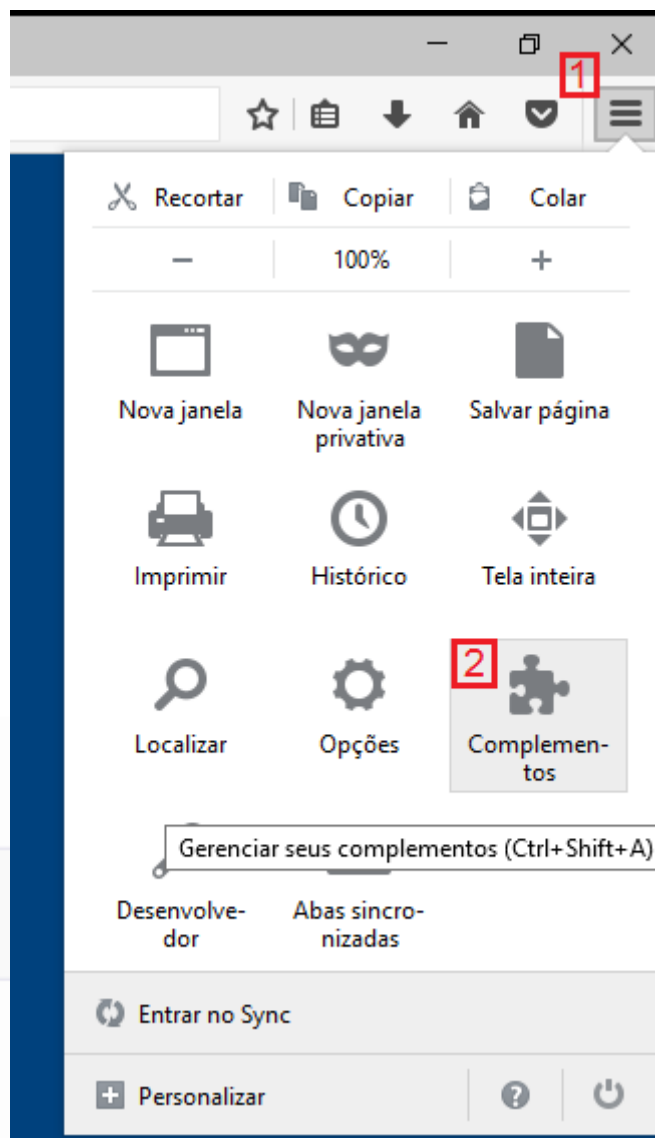 1
Recortar Copiar Colar
100%
Nova janela Nova janela Salvar página
privativa
Imprimir Histórico Tela inteira
2
Localizar Opções Complemen-
tos
Gerenciar seus complementos (Ctrl+Shift+A)
Desenvolve- Abas sincro-
dor nizadas
Entrar no Sync
Personalizar